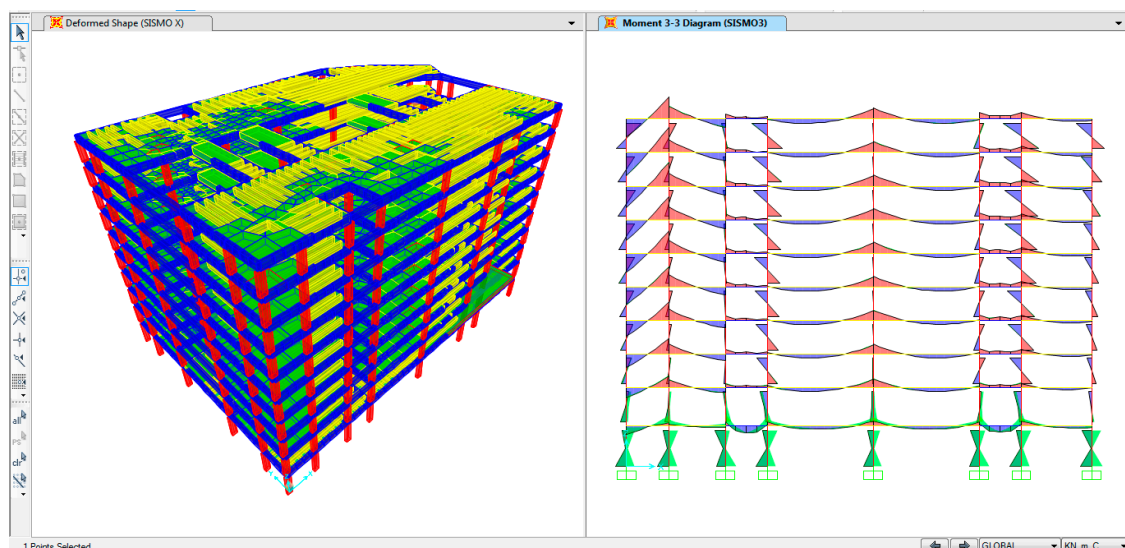 Deformed Shape (SISMO X)
Moment 3-3 Diagram (SISMO3)
all
clr
1 Points Selected
GLOBAL
KN, m, C